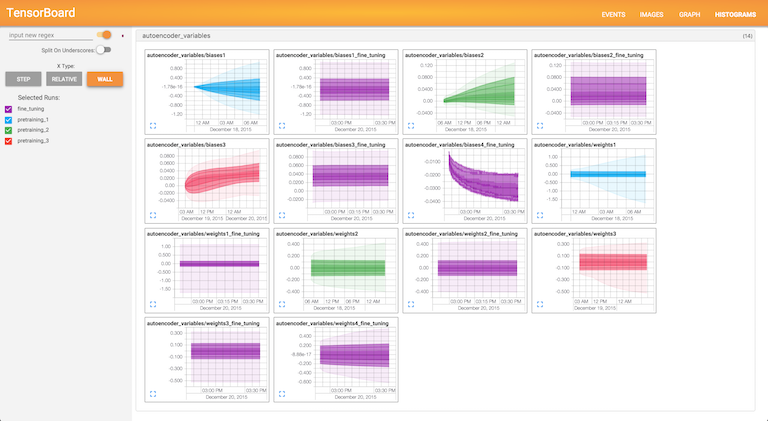 TensorBoard
EVENTS IMAGES GRAPH HISTOGRAMS
input new regex
Split On Underscores:
X Type:
STEP RELATIVE WALL
Selected Runs:
fine_tuning
pretraining_1
pretraining_2
pretraining_3
autoencoder_variables (14)
autoencoder_variables/biases1
0.800
0.400
-1.78e-16
-0.400
-0.800
-1.20
12 AM 03 AM 06 AM
December 18, 2015
autoencoder_variables/biases1_fine_tuning
0.800
0.400
-1.78e-16
-0.400
-0.800
-1.20
03:00 PM 03:30 PM
December 20, 2015
autoencoder_variables/biases2
0.120
0.0800
0.0400
0.00
-0.0400
06 AM 12 PM 06 PM 12 AM
December 18, 2015
autoencoder_variables/biases2_fine_tuning
0.120
0.0800
0.0400
0.00
-0.0400
03:00 PM 03:30 PM
December 20, 2015
autoencoder_variables/biases3
0.0800
0.0600
0.0400
0.0200
0.00
-0.0200
03 AM 12 PM 12 AM
December 19, 2015 December 20, 2015
autoencoder_variables/biases3_fine_tuning
0.0600
0.0400
0.0200
0.00
03:00 PM 03:15 PM 03:30 PM
December 20, 2015
autoencoder_variables/biases4_fine_tuning
-0.0100
-0.0200
-0.0300
-0.0400
03:00 PM 03:30 PM
December 20, 2015
autoencoder_variables/weights1
1.00
0.500
0.00
-0.500
-1.00
-1.50
12 AM 03 AM 06 AM
December 18, 2015
autoencoder_variables/weights1_fine_tuning
1.00
0.500
0.00
-0.500
-1.00
-1.50
03:00 PM 03:15 PM 03:30 PM
December 20, 2015
autoencoder_variables/weights2
0.400
0.200
0.00
-0.200
-0.400
06 AM 12 PM 06 PM 12 AM
December 18, 2015
autoencoder_variables/weights2_fine_tuning
0.400
0.200
0.00
-0.200
-0.400
03:00 PM 03:15 PM 03:30 PM
December 20, 2015
autoencoder_variables/weights3
0.300
0.100
-0.100
-0.300
-0.500
03 AM 12 PM 12 AM
December 19, 2015
autoencoder_variables/weights3_fine_tuning
0.300
0.100
-0.100
-0.300
-0.500
03:00 PM 03:30 PM
December 20, 2015
autoencoder_variables/weights4_fine_tuning
0.400
0.200
-0.200
-0.400
-0.600
03:00 PM 03:30 PM
December 20, 2015